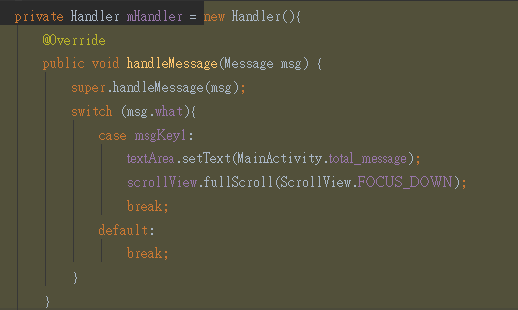 private Handler mHandler = new Handler(){
@Override
public void handleMessage(Message msg) {
super.handleMessage(msg);
switch (msg.what){
case msgKey1:
textArea.setText(MainActivity.total_message);
scrollView.fullScroll(ScrollView.FOCUS_DOWN);
break;
default:
break;
}
}